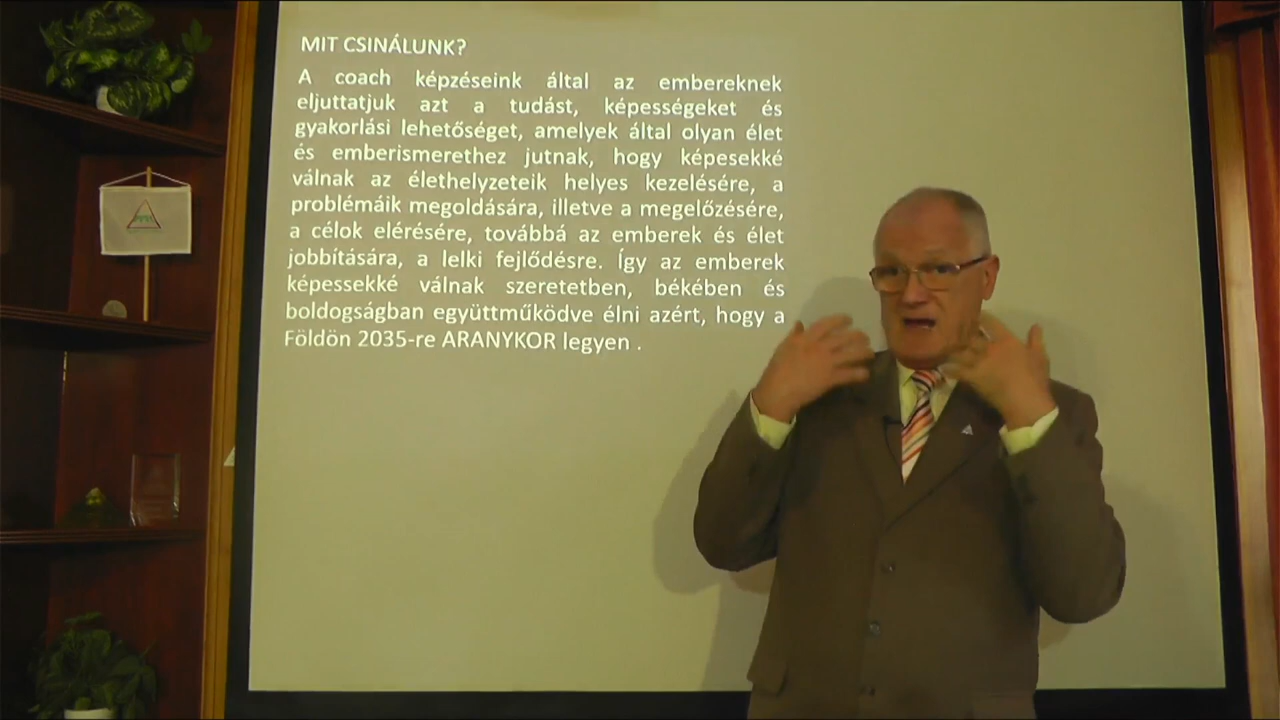 MIT CSINÁLUNK?
A coach képzéseink által az embereknek
eljuttatjuk azt a tudást, képességeket és
gyakorlási lehetőséget, amelyek által olyan élet
és emberismerethez jutnak, hogy képesekké
válnak az élethelyzeteik helyes kezelésére, a
problémáik megoldására, illetve a megelőzésére,
a célok elérésére, továbbá az emberek és élet
jobbítására, a lelki fejlődésre. Így az emberek
képessekké válnak szeretetben, békében és
boldogságban együttműködve élni azért, hogy a
Földön 2035-re ARANYKOR legyen .